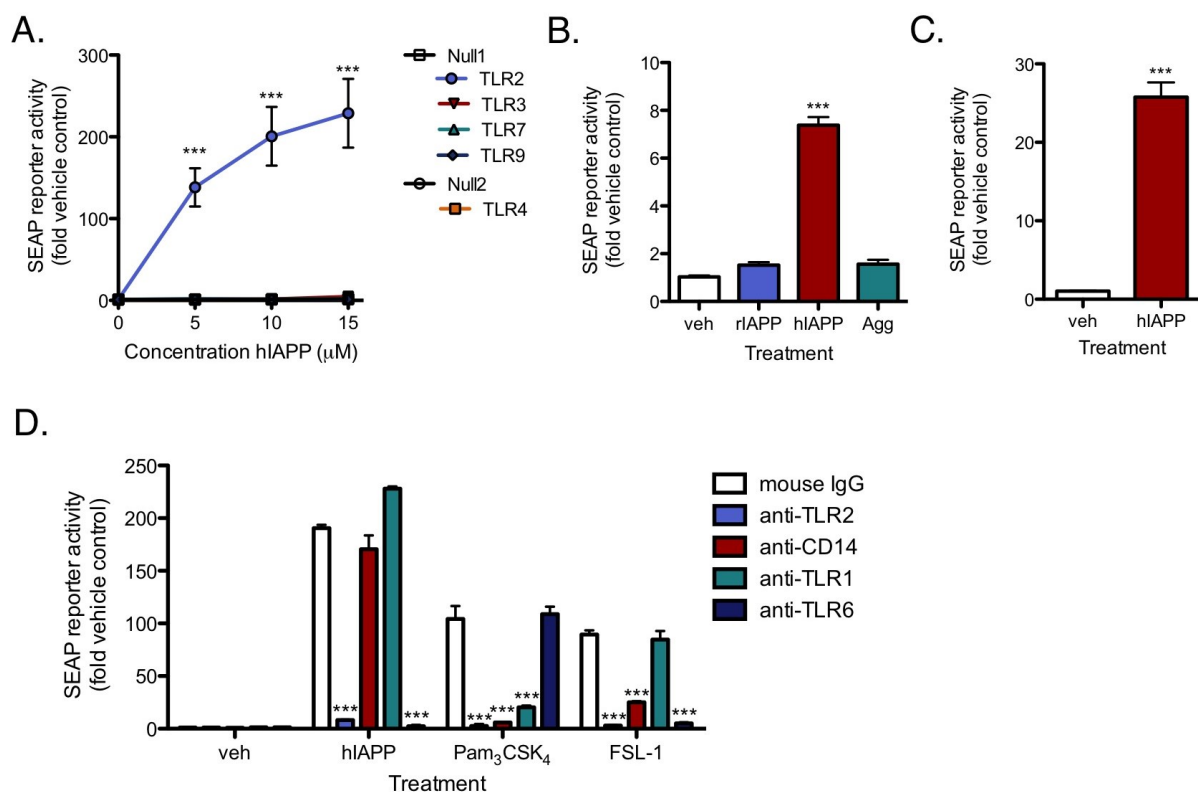 A.
SEAP reporter activity
(fold vehicle control)
300
200
100
0
***
***
***
0 5 10 15
Concentration hIAPP (μM)
Null1
TLR2
TLR3
TLR7
TLR9
Null2
TLR4
B.
SEAP reporter activity
(fold vehicle control)
10
8
6
4
2
0
***
veh rIAPP hIAPP Agg
Treatment
C.
SEAP reporter activity
(fold vehicle control)
30
20
10
0
***
veh hIAPP
Treatment
D.
SEAP reporter activity
(fold vehicle control)
250
200
150
100
50
0
*** ***
*** *** ***
*** *** ***
veh hIAPP Pam₃CSK₄ FSL-1
Treatment
mouse IgG
anti-TLR2
anti-CD14
anti-TLR1
anti-TLR6